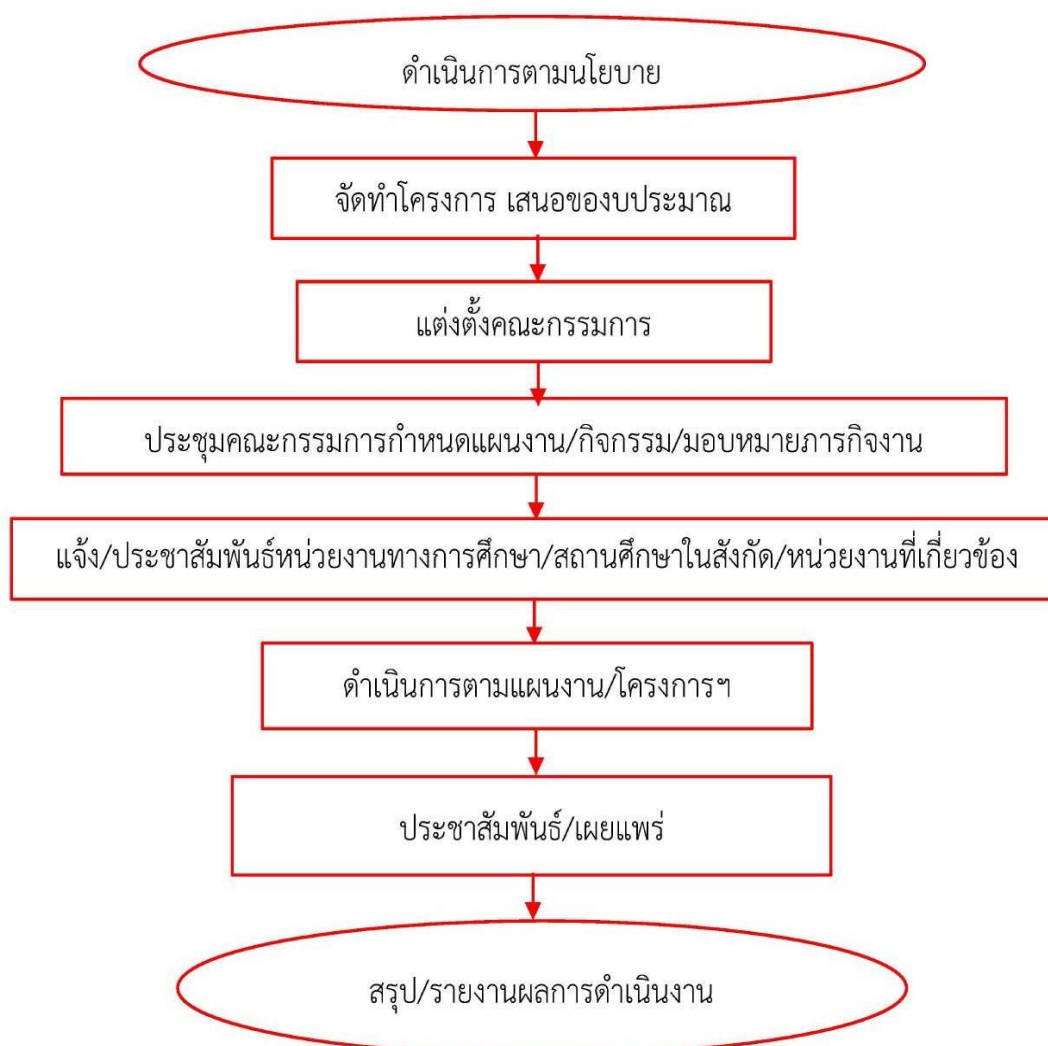 ดำเนินการตามนโยบาย
จัดทำโครงการ เสนอของบประมาณ
แต่งตั้งคณะกรรมการ
ประชุมคณะกรรมการกำหนดแผนงาน/กิจกรรม/มอบหมายภารกิจงาน
แจ้ง/ประชาสัมพันธ์หน่วยงานทางการศึกษา/สถานศึกษาในสังกัด/หน่วยงานที่เกี่ยวข้อง
ดำเนินการตามแผนงาน/โครงการฯ
ประชาสัมพันธ์/เผยแพร่
สรุป/รายงานผลการดำเนินงาน